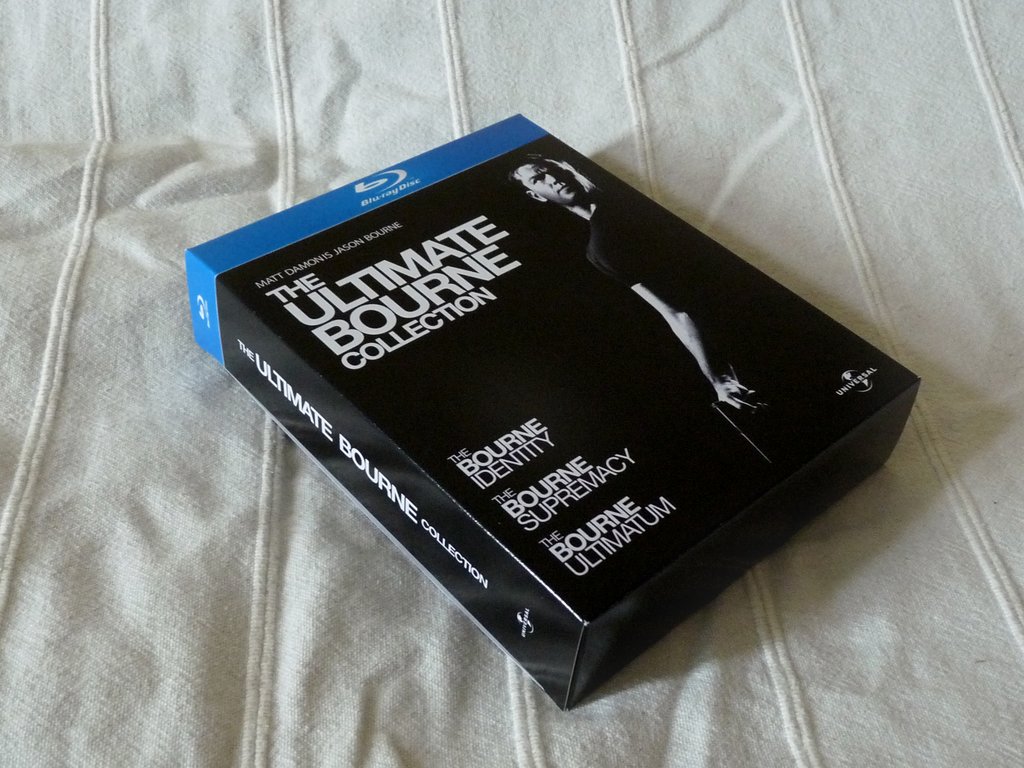 Blu-ray Disc
MATT DAMON IS JASON BOURNE
THE
ULTIMATE
BOURNE
COLLECTION
THE
BOURNE
IDENTITY
THE
BOURNE
SUPREMACY
THE
BOURNE
ULTIMATUM
UNIVERSAL
THE ULTIMATE BOURNE COLLECTION
UNIVERSAL